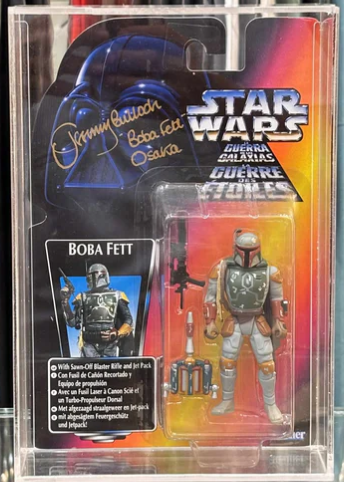 Jeremy Bulloch
Boba Fett
Osaka
STAR
WARS
LA GUERRA
DE LAS GALAXIAS
LA GUERRE
DES
ÉTOILES
BOBA FETT
With Sawn-Off Blaster Rifle and Jet Pack
Con Fusil de Cañón Recortado y
Equipo de propulsión
Avec un Fusil Laser à Canon Scié et
un Turbo-Propulseur Dorsal
Met afgezaagd straalgeweer en Jet-pack
mit abgesägtem Feuergeschütz
und Jetpack!